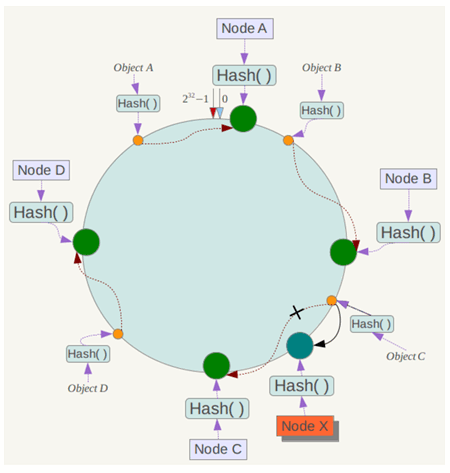 Node A
Object A
Hash( )
Object B
Hash( )
2^32−1
0
Hash( )
Node D
Hash( )
Node B
Hash( )
Hash( )
Object C
Hash( )
Object D
Hash( )
Hash( )
Node X
Node C